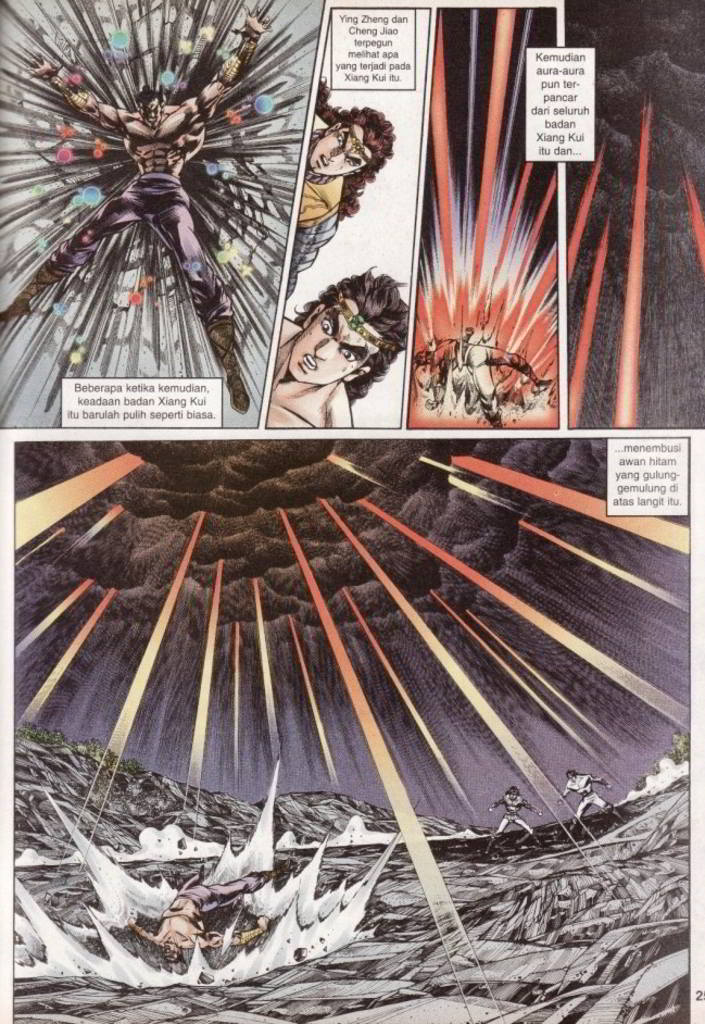 Ying Zheng dan
Cheng Jiao
terpegun
melihat apa
yang terjadi pada
Xiang Kui itu.
Kemudian
aura-aura
pun ter-
pancar
dari seluruh
badan
Xiang Kui
itu dan...
Beberapa ketika kemudian,
keadaan badan Xiang Kui
itu barulah pulih seperti biasa.
...menembusi
awan hitam
yang gulung-
gemulung di
atas langit itu.